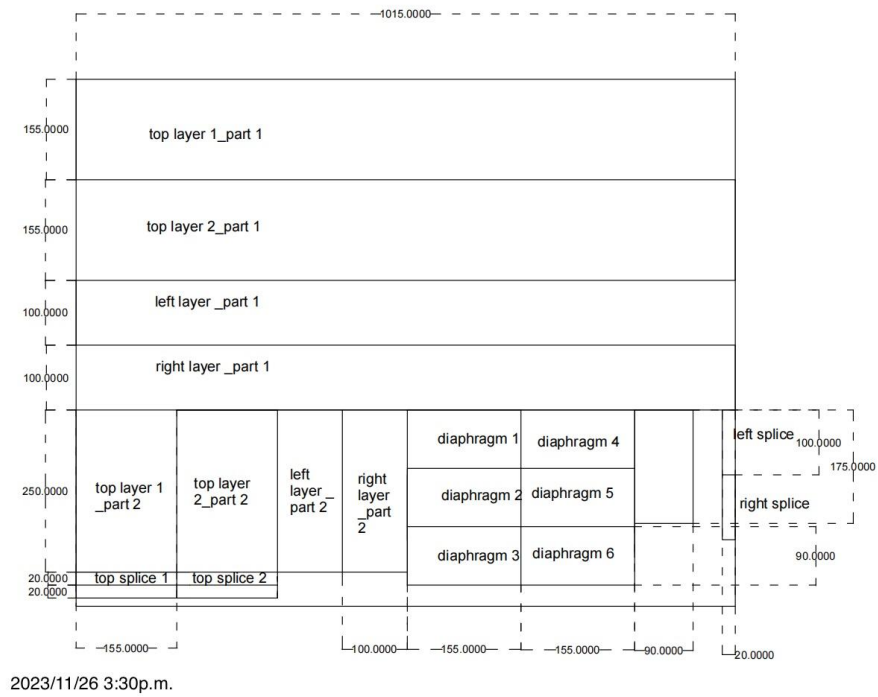 1015.0000
155.0000
top layer 1_part 1
155.0000
top layer 2_part 1
100.0000
left layer _part 1
100.0000
right layer _part 1
250.0000
top layer 1
_part 2
top layer
2_part 2
left
layer_
part 2
right
layer
_part
2
diaphragm 1
diaphragm 4
diaphragm 2
diaphragm 5
diaphragm 3
diaphragm 6
left splice
100.0000
175.0000
right splice
90.0000
20.0000
top splice 1
top splice 2
20.0000
155.0000
100.0000
155.0000
155.0000
90.0000
20.0000
2023/11/26 3:30p.m.